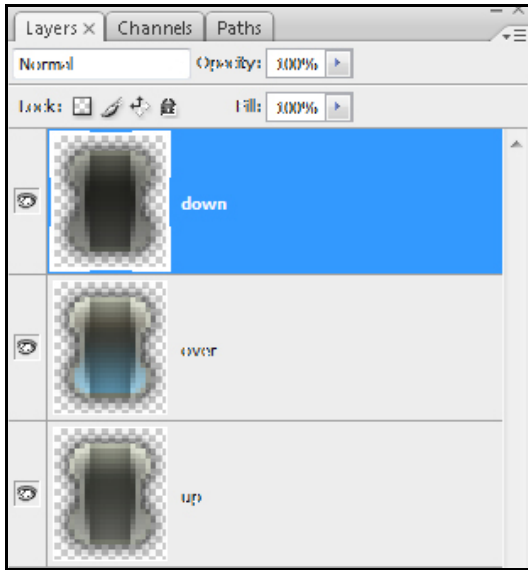 Layers × Channels Paths
Normal Opacity: 100%
Lock: Fill: 100%
down
over
up